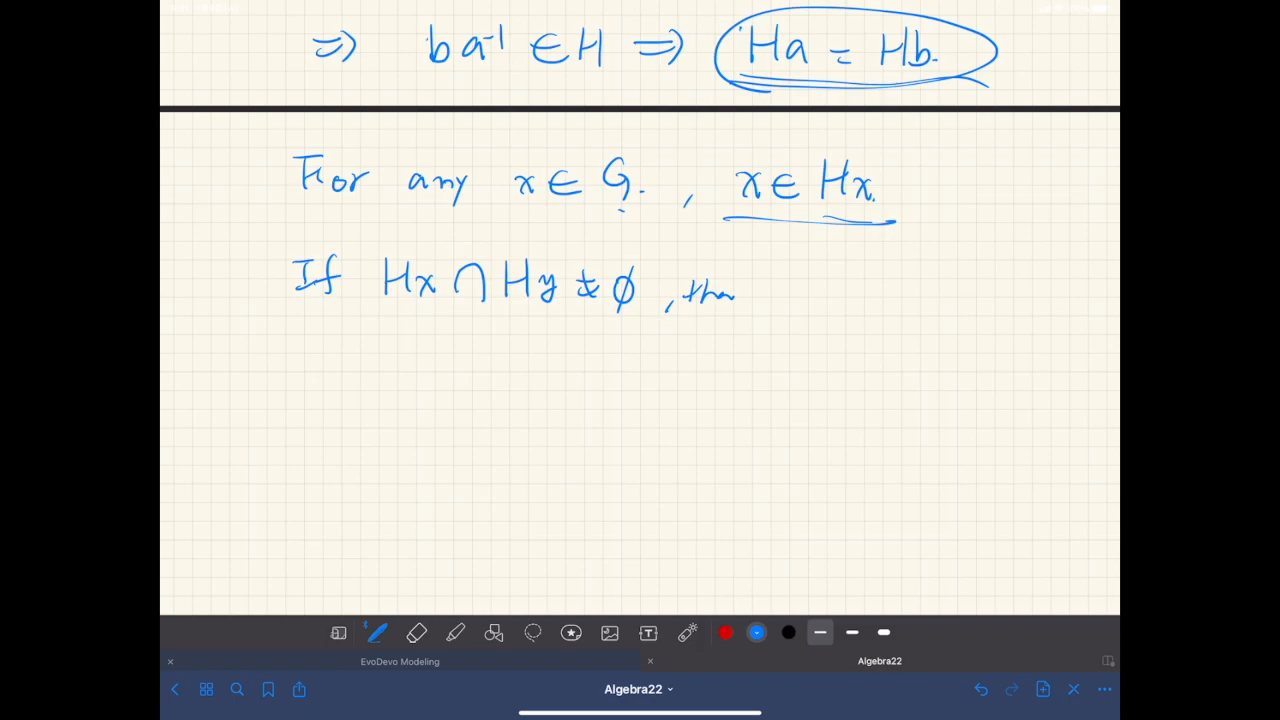 ⇒ ba⁻¹ ∈ H ⇒ Ha = Hb.
For any x ∈ G. , x ∈ Hx.
If Hx ∩ Hy ≠ ∅ , then
EvoDevo Modeling
Algebra22
Algebra22